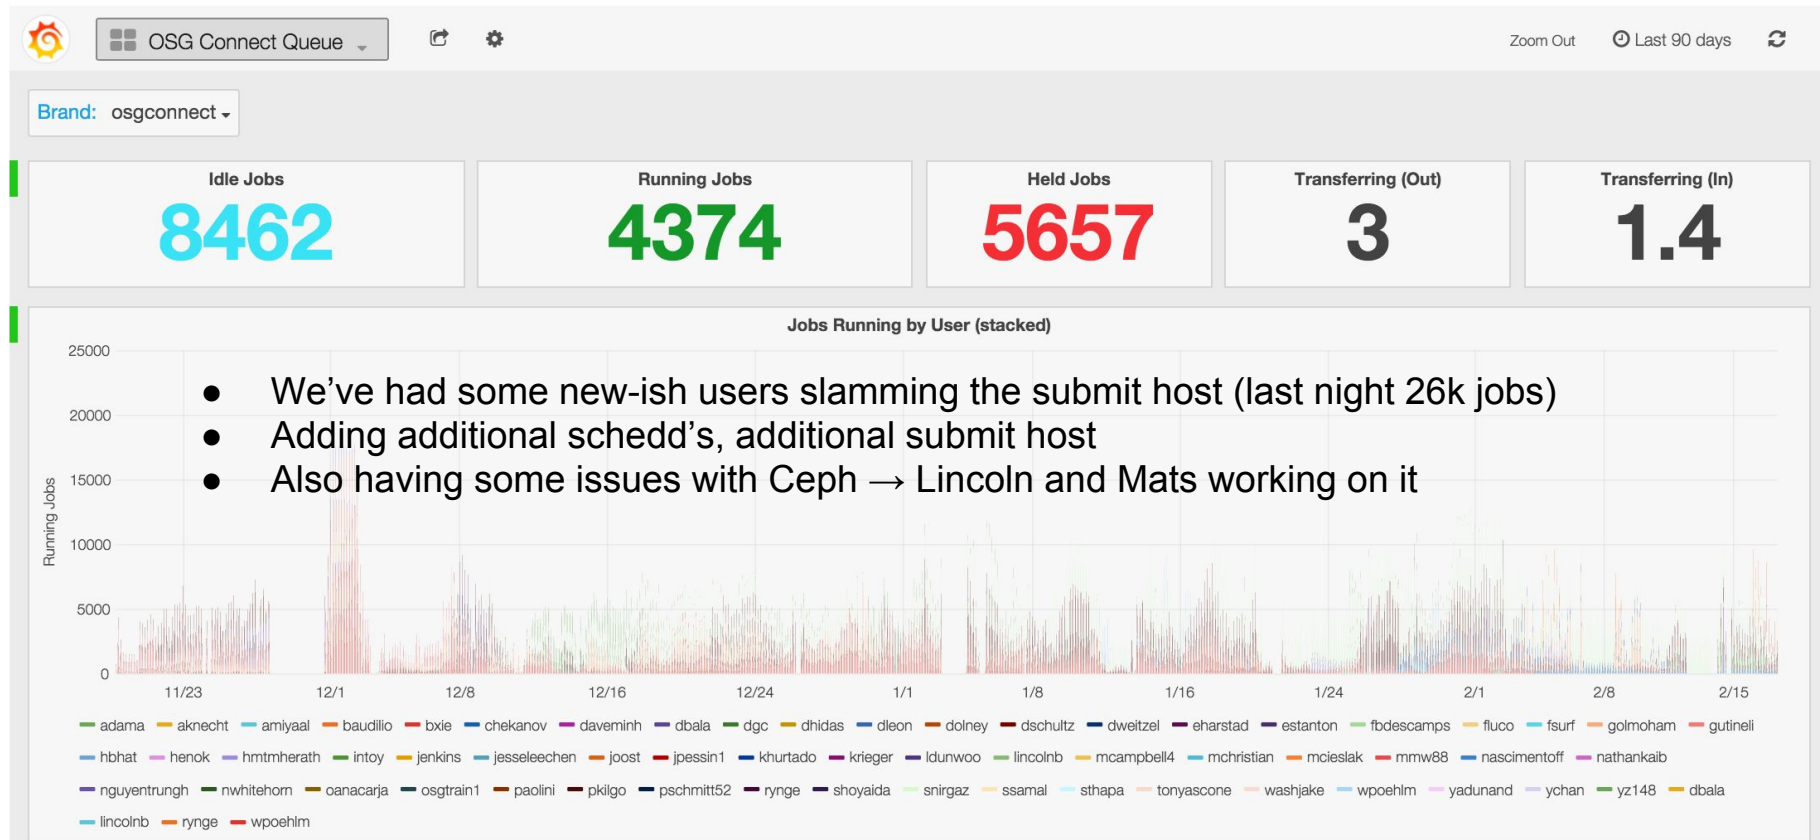 OSG Connect Queue
Zoom Out Last 90 days
Brand: osgconnect
Idle Jobs
8462
Running Jobs
4374
Held Jobs
5657
Transferring (Out)
3
Transferring (In)
1.4
Jobs Running by User (stacked)
● We’ve had some new-ish users slamming the submit host (last night 26k jobs)
● Adding additional schedd’s, additional submit host
● Also having some issues with Ceph → Lincoln and Mats working on it
Running Jobs
25000
20000
15000
10000
5000
0
11/23 12/1 12/8 12/16 12/24 1/1 1/8 1/16 1/24 2/1 2/8 2/15
adama aknecht amiyaal baudilio bxie chekanov daveminh dbala dgc dhidas dleon dolney dschultz dweitzel eharstad estanton fbdescamps fluco fsurf golmoham gutineli
hbhat henok hmtmherath intoy jenkins jesseleechen joost jpessin1 khurtado krieger ldunwoo lincolnb mcampbell4 mchristian mcieslak mmw88 nascimentoff nathankaib
nguyentrungh nwhitehorn oanacarja osgtrain1 paolini pkilgo pschmitt52 rynge shoyaida snirgaz ssamal sthapa tonyascone washjake wpoehlm yadunand ychan yz148 dbala
lincolnb rynge wpoehlm